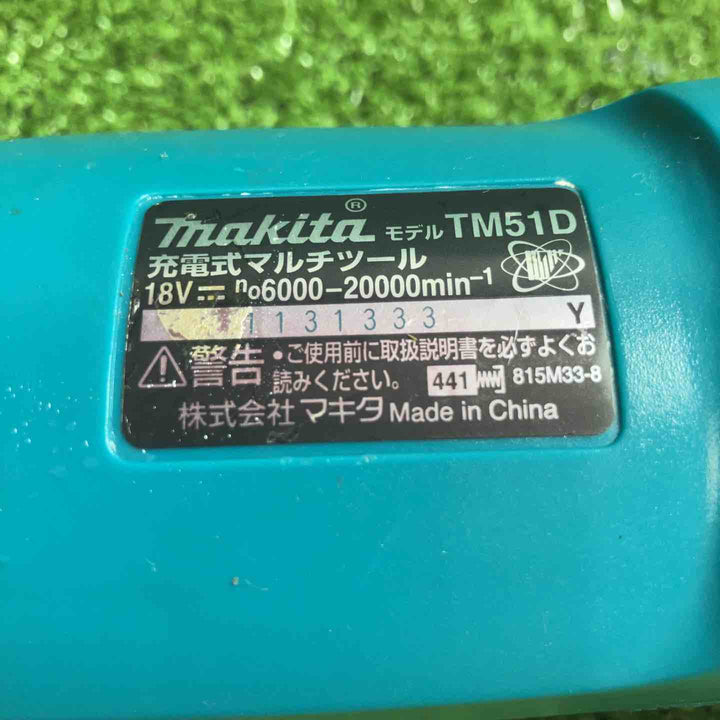 makita® モデル TM51D
充電式マルチツール
18V⎓ n₀6000–20000min⁻¹
1131333 Y
⚠警告 •ご使用前に取扱説明書を必ずよくお
読みください。 441 815M33-8
株式会社 マキタ Made in China